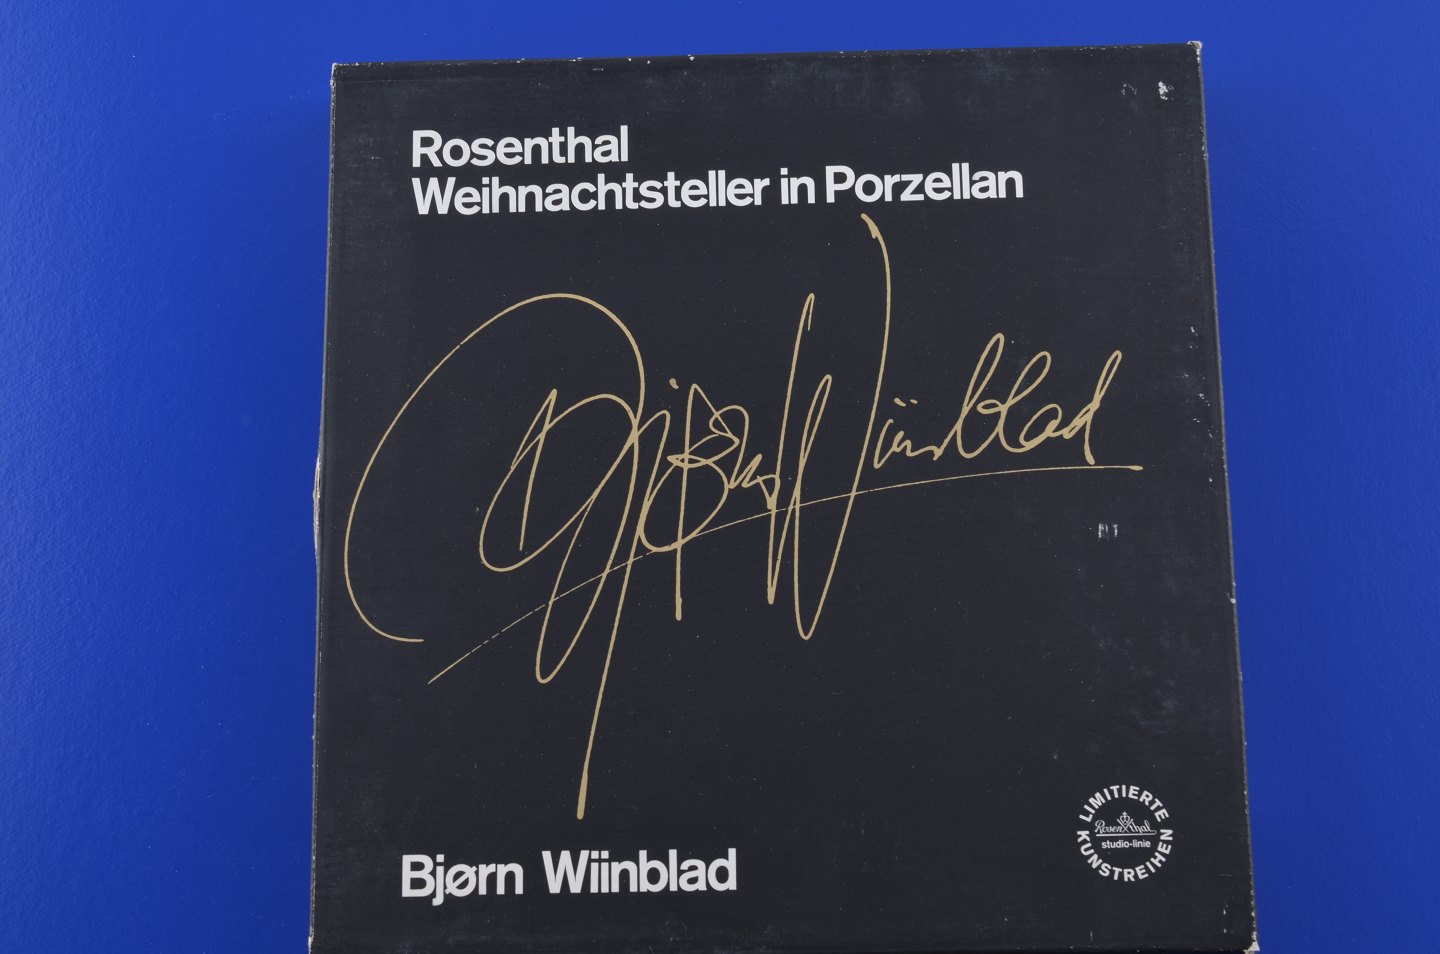 Rosenthal
Weihnachtsteller in Porzellan
Bjørn Wiinblad
Bjørn Wiinblad
LIMITIERTE
Rosenthal
studio-linie
KUNSTREIHEN